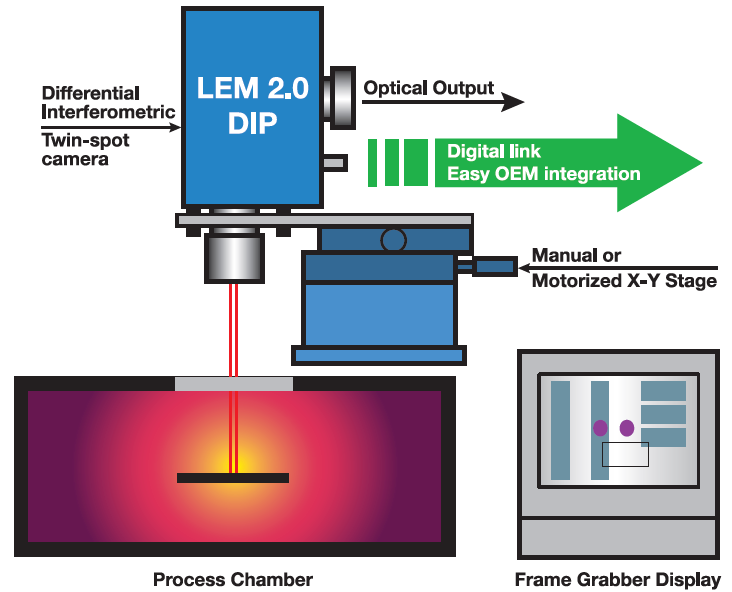 LEM 2.0
DIP
Differential
Interferometric
Twin-spot
camera
Optical Output
Digital link
Easy OEM integration
Manual or
Motorized X-Y Stage
Process Chamber
Frame Grabber Display